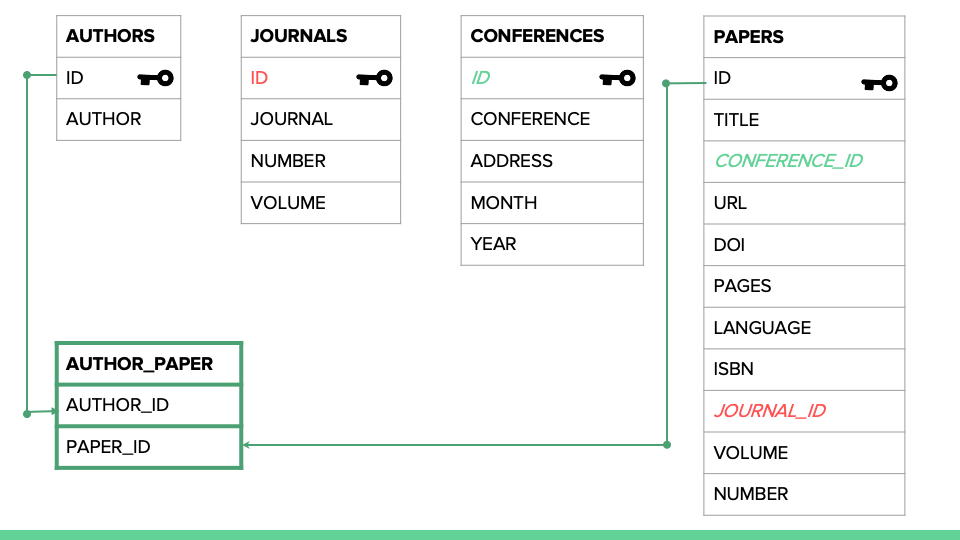 AUTHORS
ID
AUTHOR
JOURNALS
ID
JOURNAL
NUMBER
VOLUME
CONFERENCES
ID
CONFERENCE
ADDRESS
MONTH
YEAR
PAPERS
ID
TITLE
CONFERENCE_ID
URL
DOI
PAGES
LANGUAGE
ISBN
JOURNAL_ID
VOLUME
NUMBER
AUTHOR_PAPER
AUTHOR_ID
PAPER_ID